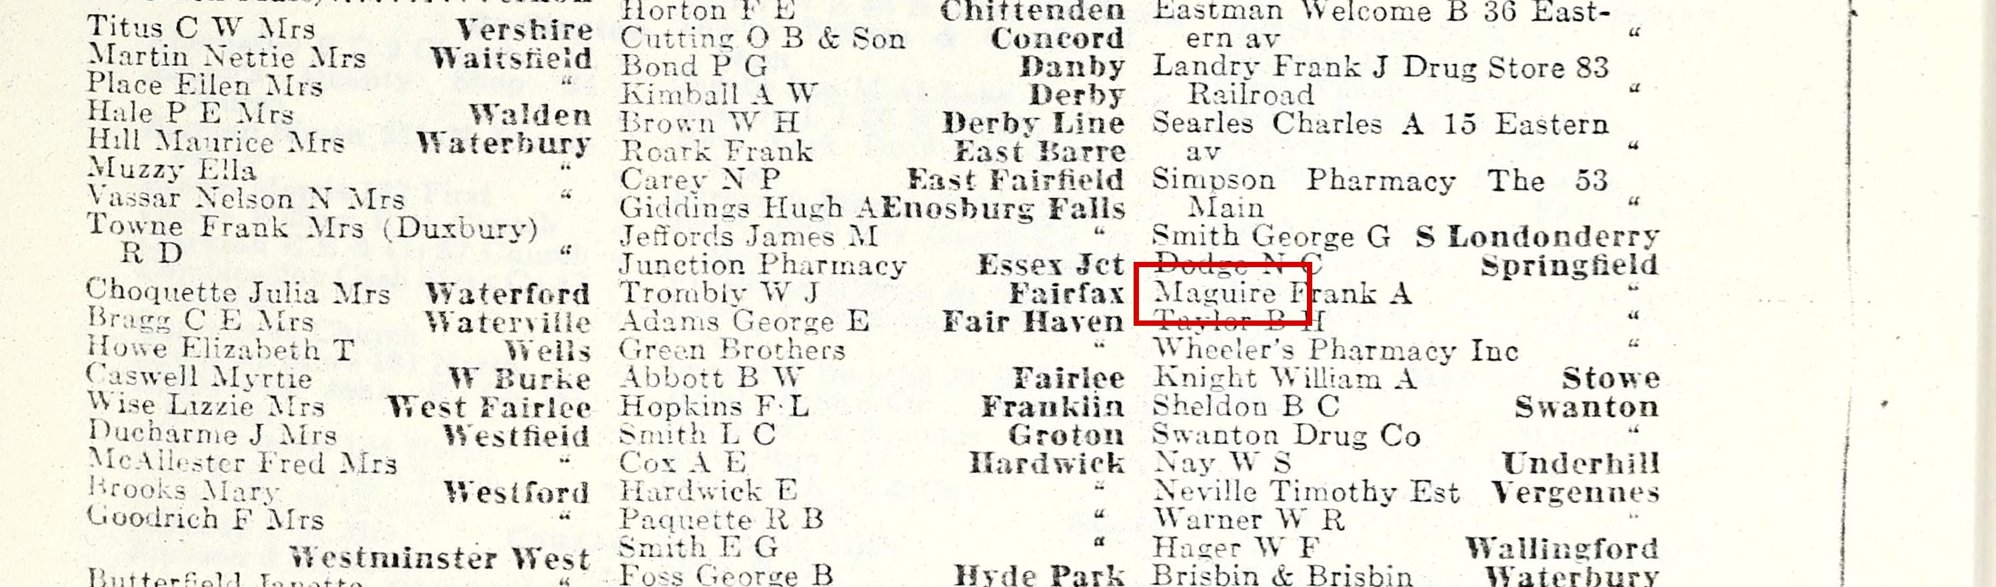 Titus C W Mrs Vershire
Martin Nettie Mrs Waitsfield
Place Ellen Mrs "
Hale P E Mrs Walden
Hill Maurice Mrs Waterbury
Muzzy Ella "
Vassar Nelson N Mrs "
Towne Frank Mrs (Duxbury)
R D "
Choquette Julia Mrs Waterford
Bragg C E Mrs Waterville
Howe Elizabeth T Wells
Caswell Myrtie W Burke
Wise Lizzie Mrs West Fairlee
Ducharme J Mrs Westfield
McAllester Fred Mrs "
Brooks Mary Westford
Goodrich F Mrs "
Westminster West
Butterfield Janette "
Horton F E Chittenden
Cutting O B & Son Concord
Bond P G Danby
Kimball A W Derby
Brown W H Derby Line
Roark Frank East Barre
Carey N P East Fairfield
Giddings Hugh A Enosburg Falls
Jeffords James M "
Junction Pharmacy Essex Jct
Trombly W J Fairfax
Adams George E Fair Haven
Green Brothers "
Abbott B W Fairlee
Hopkins F L Franklin
Smith L C Groton
Cox A E Hardwick
Hardwick E "
Paquette R B "
Smith E G "
Foss George B Hyde Park
Eastman Welcome B 36 East-
ern av "
Landry Frank J Drug Store 83
Railroad "
Searles Charles A 15 Eastern
av "
Simpson Pharmacy The 53
Main "
Smith George G S Londonderry
Dodge N C Springfield
Maguire Frank A "
Taylor B H "
Wheeler's Pharmacy Inc "
Knight William A Stowe
Sheldon B C Swanton
Swanton Drug Co "
Nay W S Underhill
Neville Timothy Est Vergennes
Warner W R "
Hager W F Wallingford
Brisbin & Brisbin Waterbury